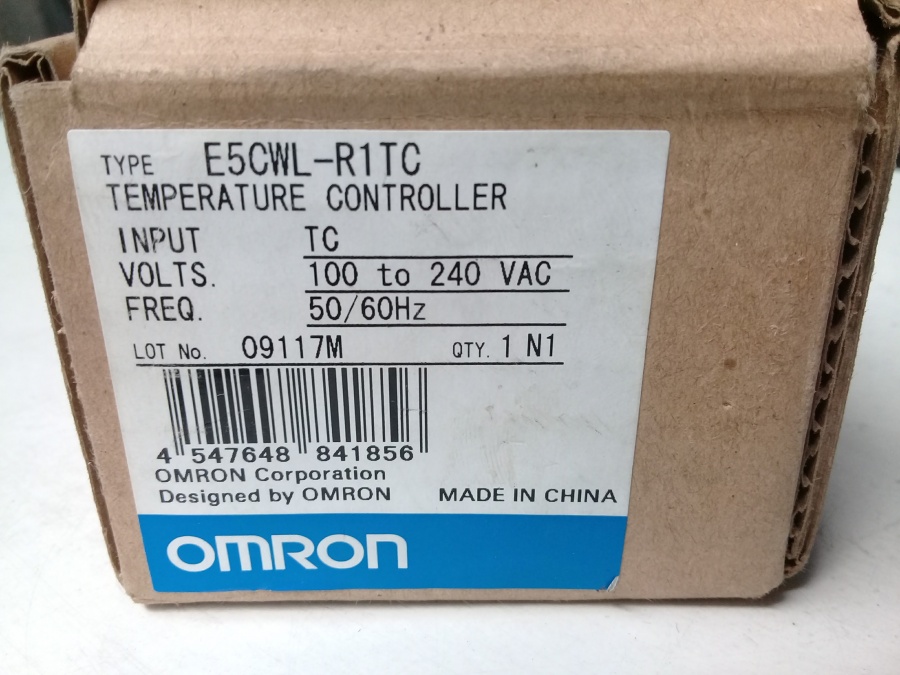 TYPE E5CWL-R1TC
TEMPERATURE CONTROLLER
INPUT TC
VOLTS. 100 to 240 VAC
FREQ. 50/60Hz
LOT No. 09117M QTY. 1 N1
4 547648 841856
OMRON Corporation
Designed by OMRON MADE IN CHINA
OMRON